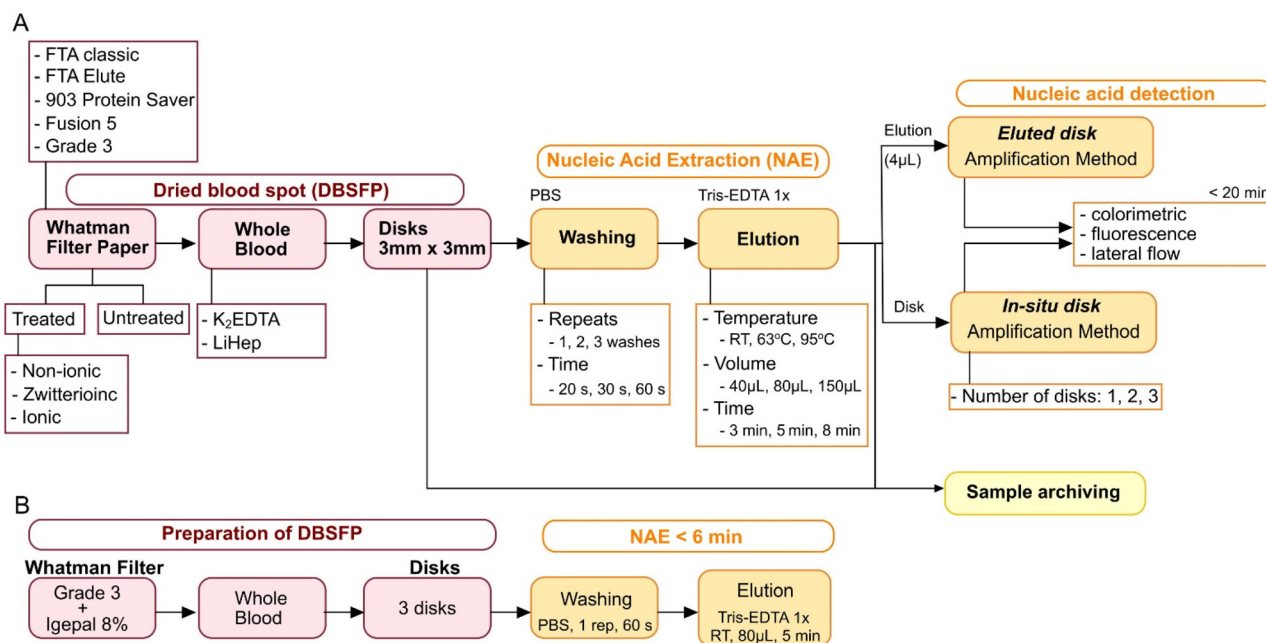 A
- FTA classic
- FTA Elute
- 903 Protein Saver
- Fusion 5
- Grade 3
Dried blood spot (DBSFP)
Whatman
Filter Paper
Treated
Untreated
- Non-ionic
- Zwitterioinc
- Ionic
Whole
Blood
- K₂EDTA
- LiHep
Disks
3mm x 3mm
Nucleic Acid Extraction (NAE)
PBS
Washing
- Repeats
- 1, 2, 3 washes
- Time
- 20 s, 30 s, 60 s
Tris-EDTA 1x
Elution
- Temperature
- RT, 63ºC, 95ºC
- Volume
- 40µL, 80µL, 150µL
- Time
- 3 min, 5 min, 8 min
Nucleic acid detection
Elution
(4µL)
Eluted disk
Amplification Method
< 20 min
- colorimetric
- fluorescence
- lateral flow
Disk
In-situ disk
Amplification Method
- Number of disks: 1, 2, 3
Sample archiving
B
Preparation of DBSFP
NAE < 6 min
Whatman Filter
Grade 3
+
Igepal 8%
Whole
Blood
Disks
3 disks
Washing
PBS, 1 rep, 60 s
Elution
Tris-EDTA 1x
RT, 80µL, 5 min